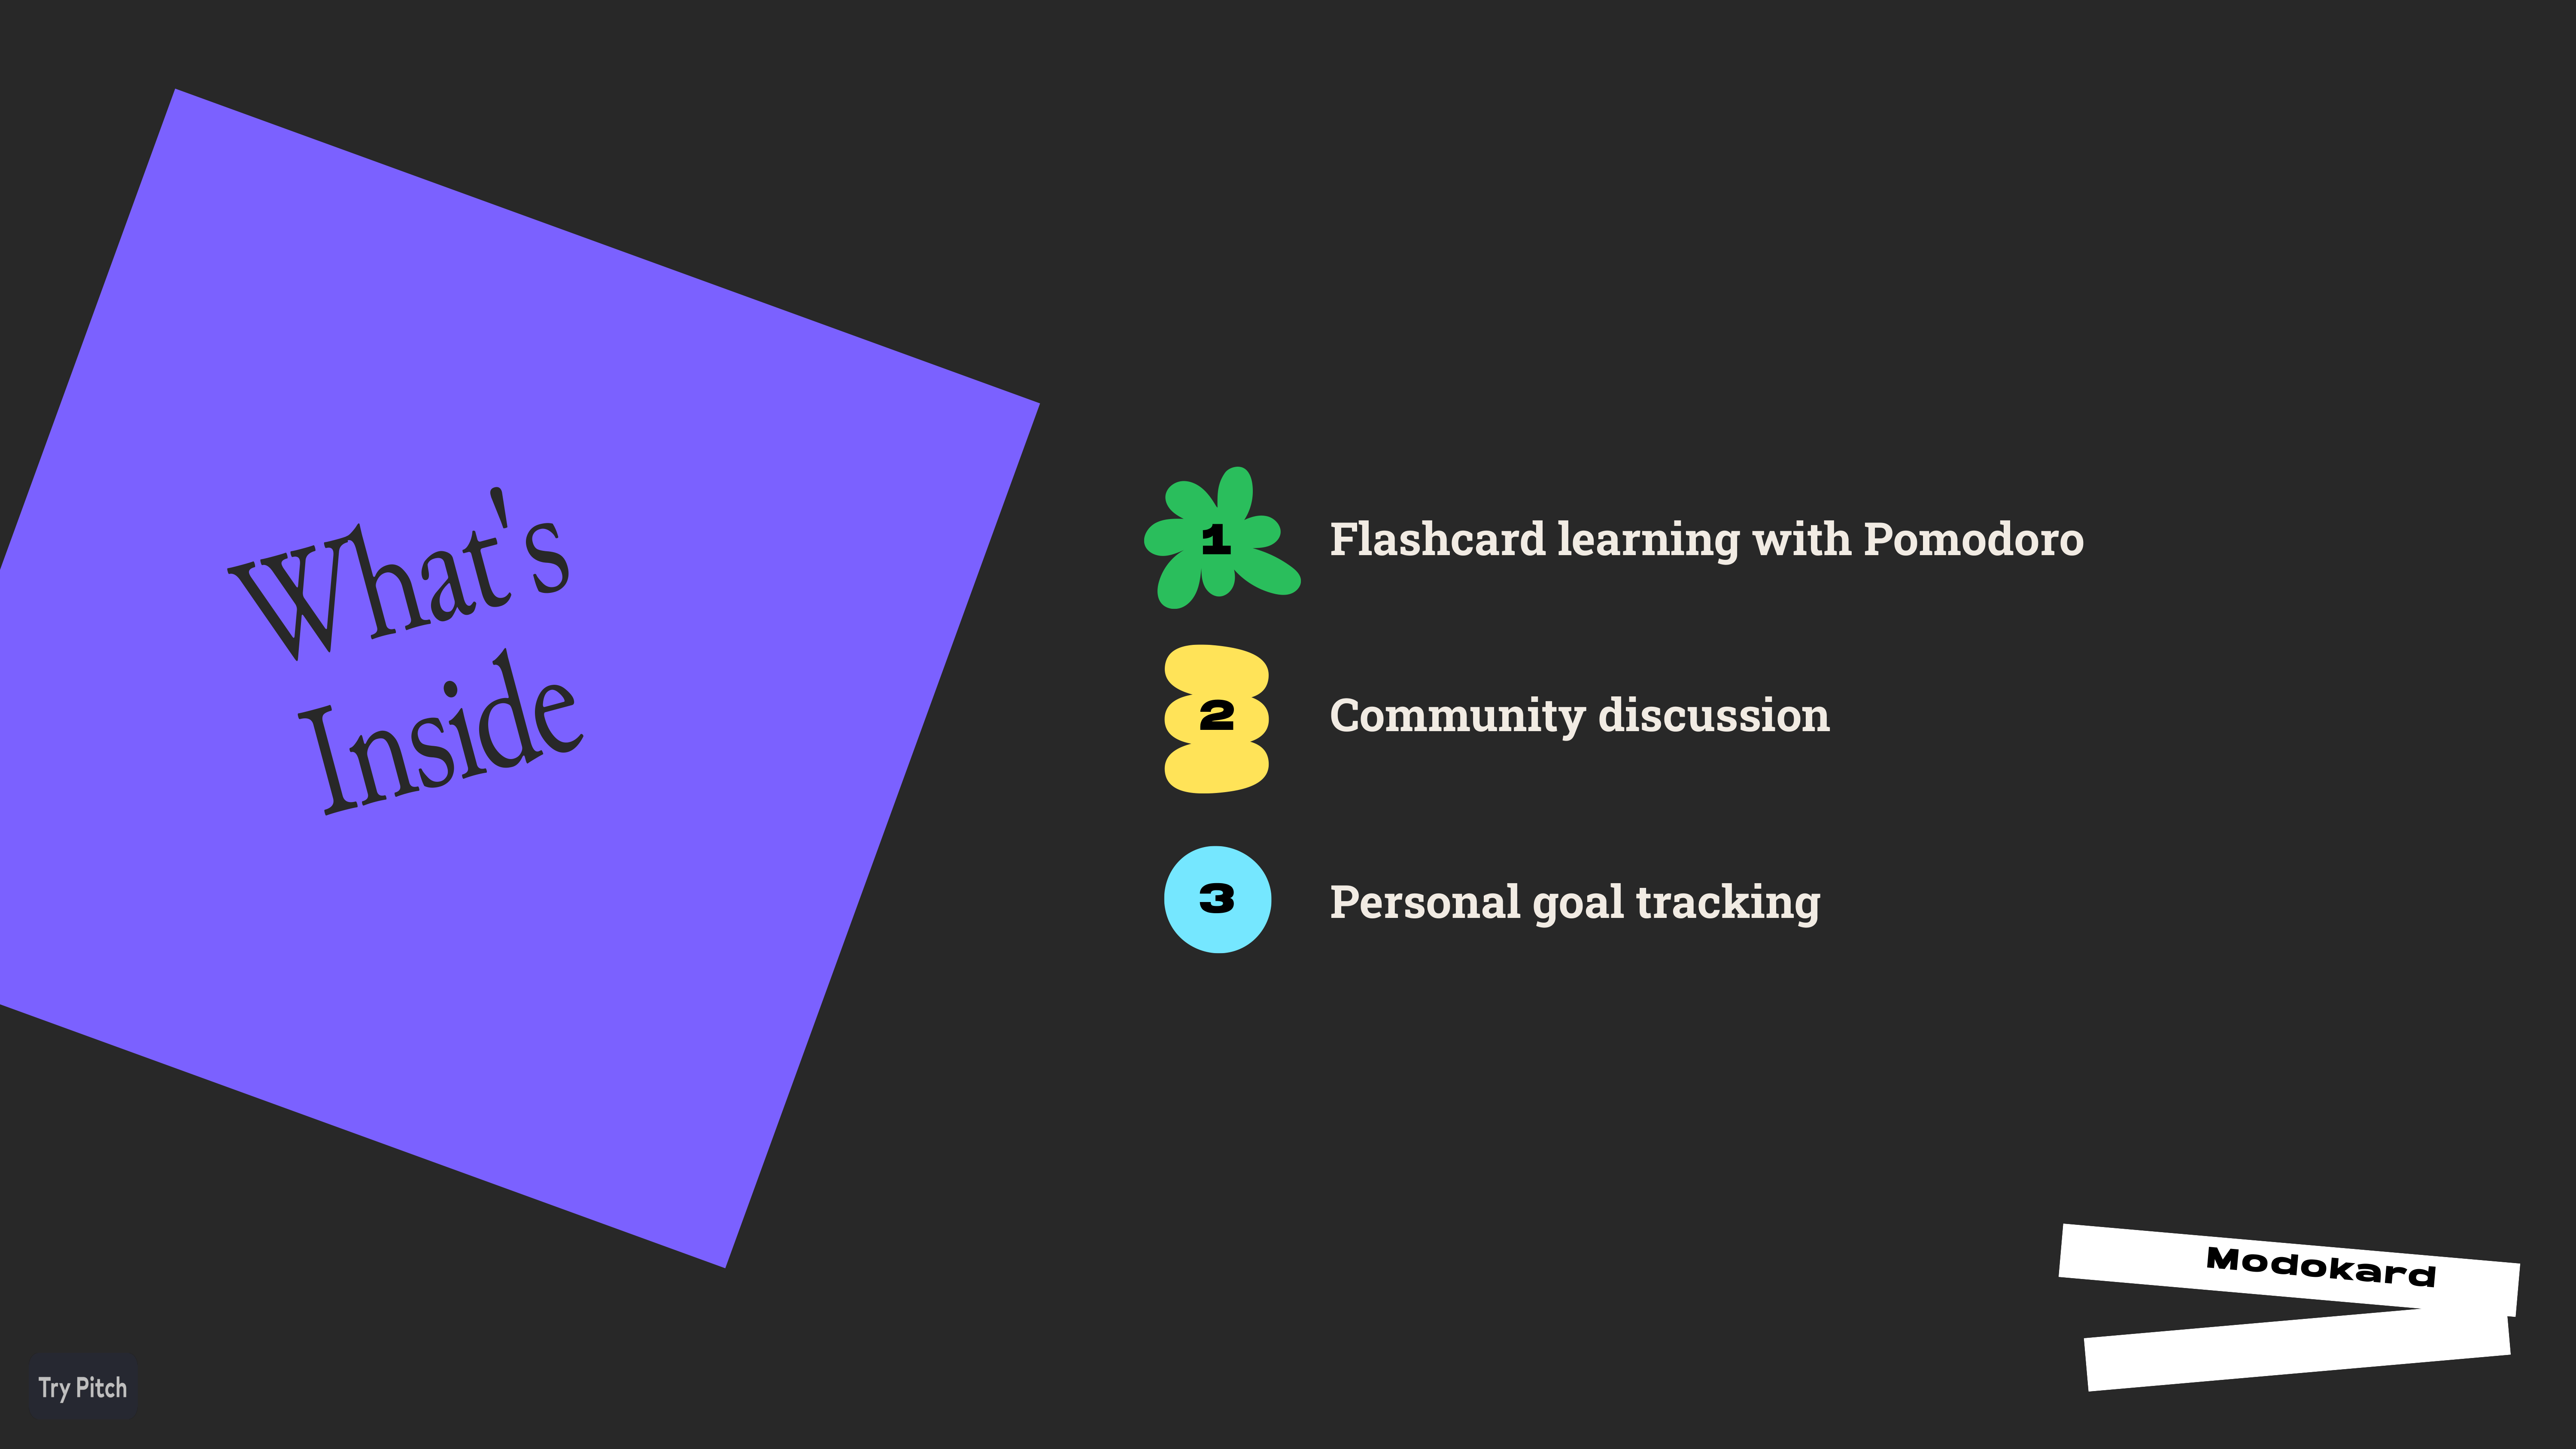 What's
Inside
1 Flashcard learning with Pomodoro
2 Community discussion
3 Personal goal tracking
Modokard
Try Pitch